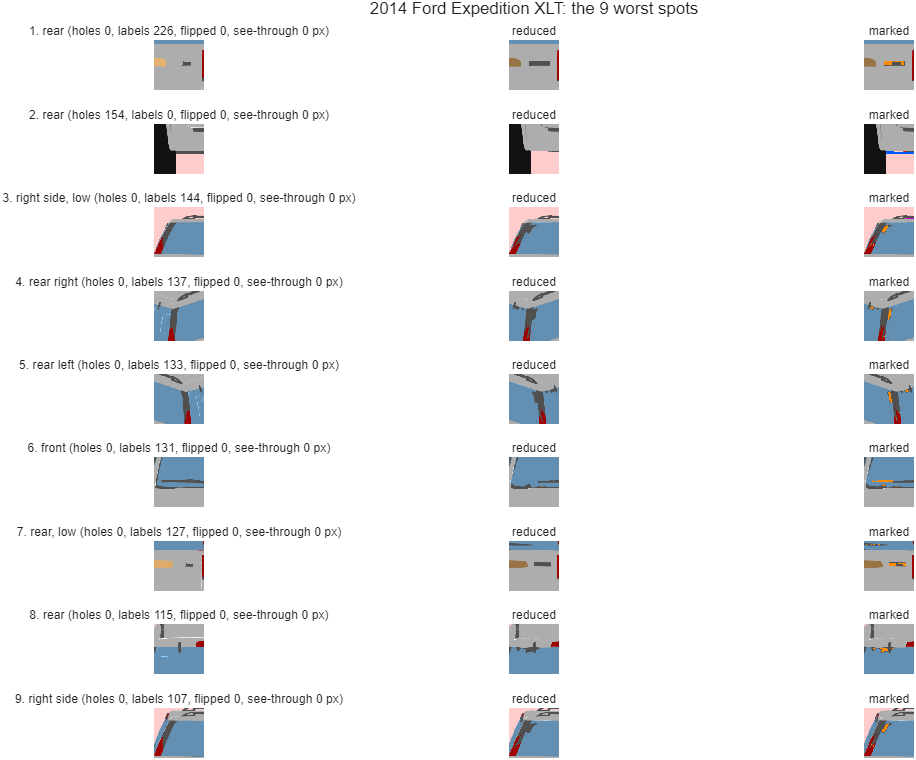 2014 Ford Expedition XLT: the 9 worst spots
1. rear (holes 0, labels 226, flipped 0, see-through 0 px) reduced marked
2. rear (holes 154, labels 0, flipped 0, see-through 0 px) reduced marked
3. right side, low (holes 0, labels 144, flipped 0, see-through 0 px) reduced marked
4. rear right (holes 0, labels 137, flipped 0, see-through 0 px) reduced marked
5. rear left (holes 0, labels 133, flipped 0, see-through 0 px) reduced marked
6. front (holes 0, labels 131, flipped 0, see-through 0 px) reduced marked
7. rear, low (holes 0, labels 127, flipped 0, see-through 0 px) reduced marked
8. rear (holes 0, labels 115, flipped 0, see-through 0 px) reduced marked
9. right side (holes 0, labels 107, flipped 0, see-through 0 px) reduced marked